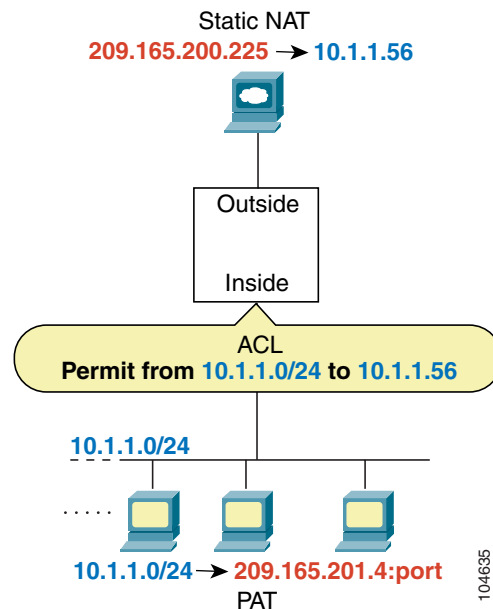 Static NAT
209.165.200.225 → 10.1.1.56
Outside
Inside
ACL
Permit from 10.1.1.0/24 to 10.1.1.56
10.1.1.0/24
10.1.1.0/24 → 209.165.201.4:port
PAT
104635